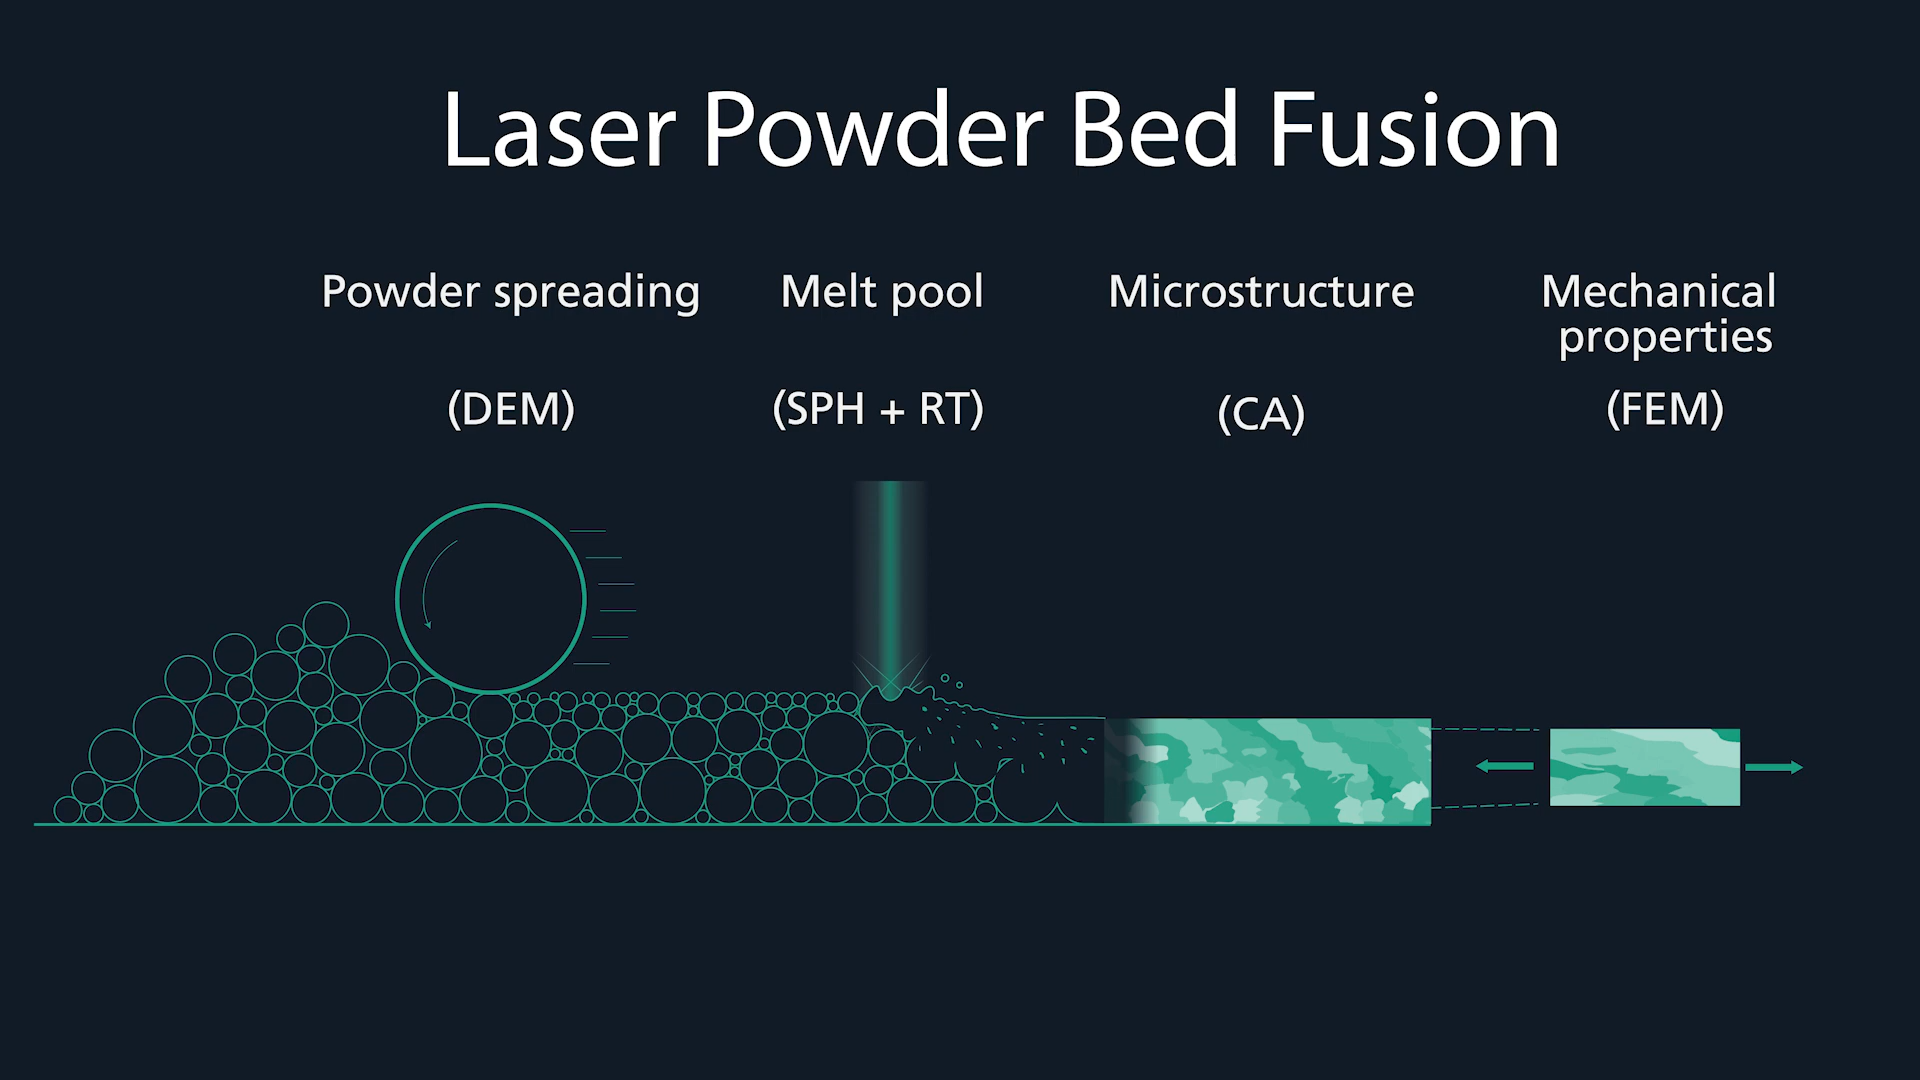 Laser Powder Bed Fusion
Powder spreading
(DEM)
Melt pool
(SPH + RT)
Microstructure
(CA)
Mechanical
properties
(FEM)